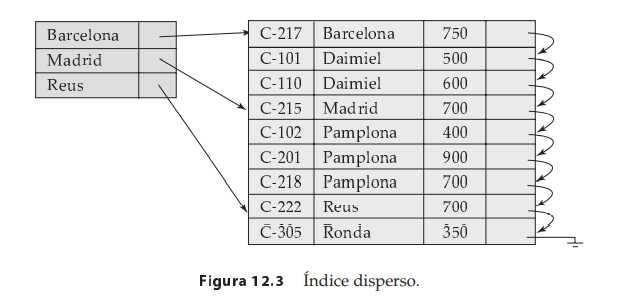 Barcelona
Madrid
Reus
C-217 Barcelona 750
C-101 Daimiel 500
C-110 Daimiel 600
C-215 Madrid 700
C-102 Pamplona 400
C-201 Pamplona 900
C-218 Pamplona 700
C-222 Reus 700
C-305 Ronda 350
Figura 12.3 Índice disperso.